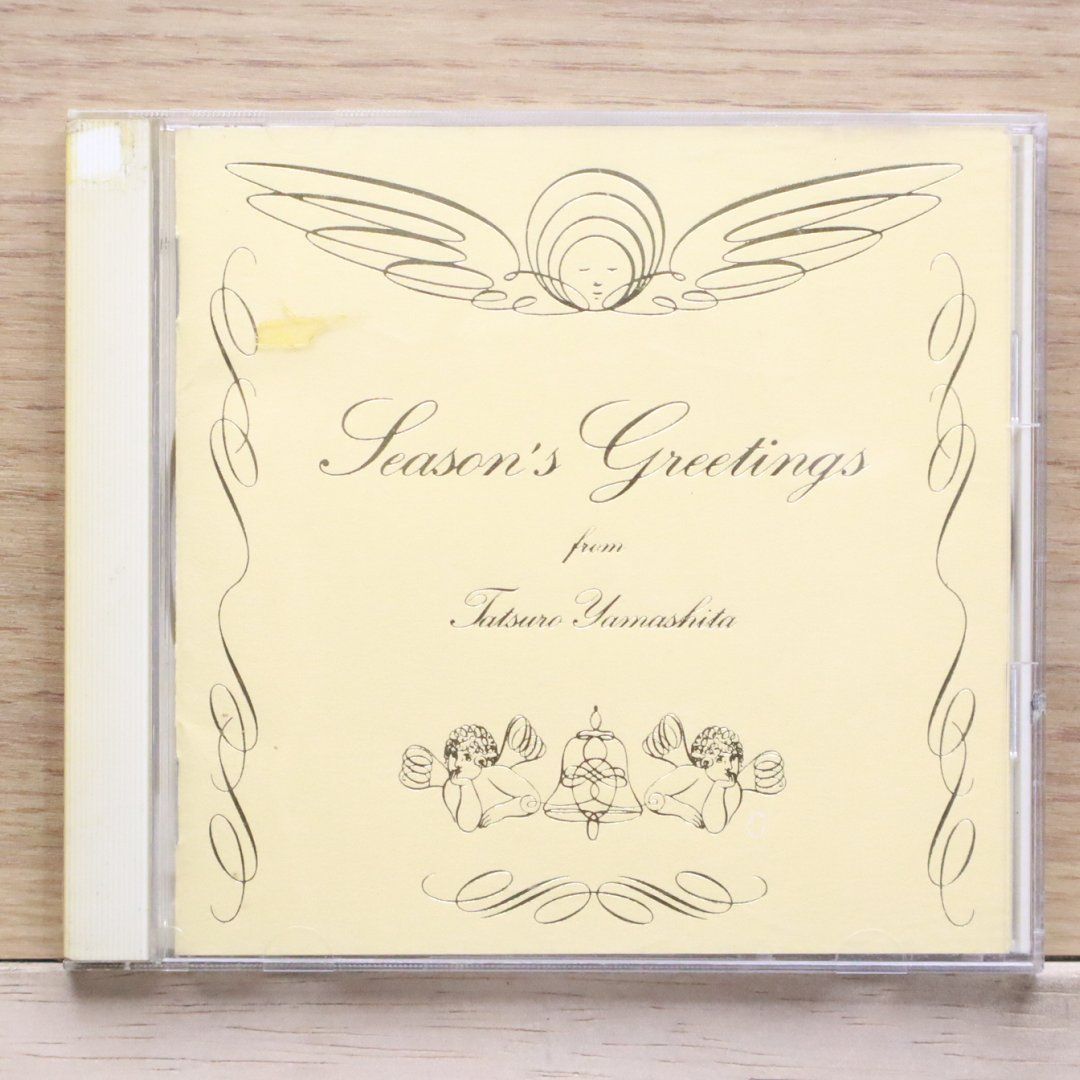 Season's Greetings
from
Tatsuro Yamashita